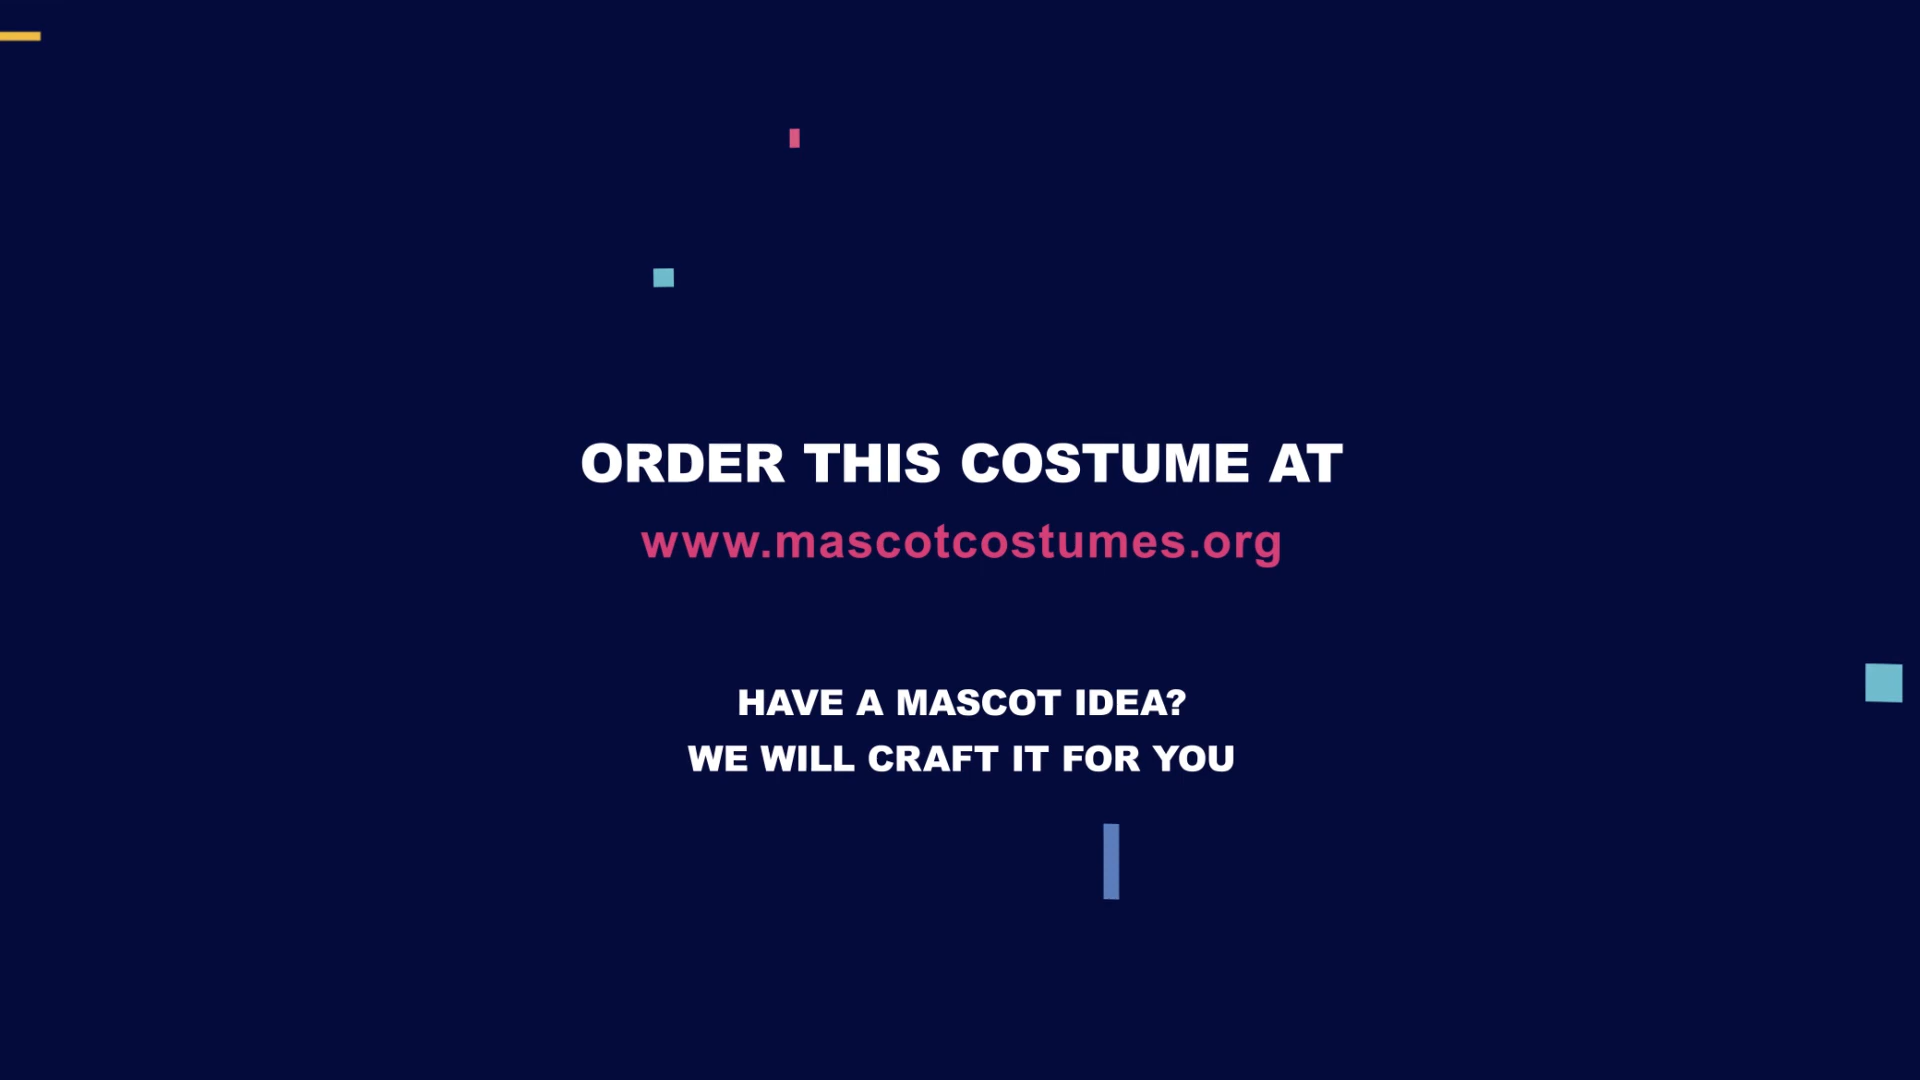 ORDER THIS COSTUME AT
www.mascotcostumes.org
HAVE A MASCOT IDEA?
WE WILL CRAFT IT FOR YOU